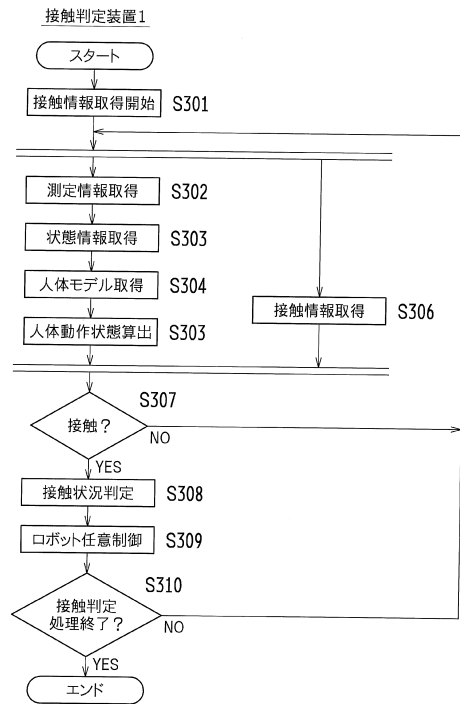 接触判定装置1
スタート
接触情報取得開始 S301
測定情報取得 S302
状態情報取得 S303
人体モデル取得 S304
接触情報取得 S306
人体動作状態算出 S303
S307
接触?
NO
YES
接触状況判定 S308
ロボット任意制御 S309
S310
接触判定
処理終了?
NO
YES
エンド